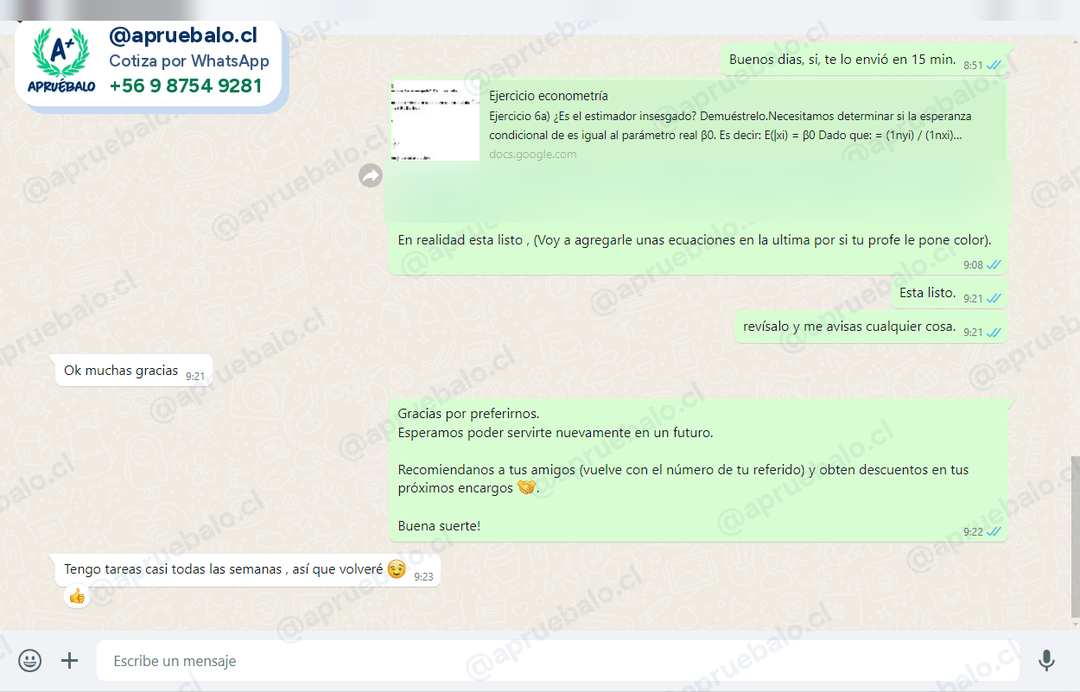 @apruebalo.cl
Cotiza por WhatsApp
+56 9 8754 9281
A+
APRUÉBALO
Buenos dias, si, te lo envió en 15 min. 8:51
Ejercicio econometría
Ejercicio 6a) ¿Es el estimador insesgado? Demuéstrelo.Necesitamos determinar si la esperanza
condicional de es igual al parámetro real β0. Es decir: E(|xi) = β0 Dado que: = (1nyi) / (1nxi)...
docs.google.com
En realidad esta listo , (Voy a agregarle unas ecuaciones en la ultima por si tu profe le pone color).
9:08
Esta listo. 9:21
revísalo y me avisas cualquier cosa. 9:21
Ok muchas gracias 9:21
Gracias por preferirnos.
Esperamos poder servirte nuevamente en un futuro.
Recomiendanos a tus amigos (vuelve con el número de tu referido) y obten descuentos en tus
próximos encargos 🤝.
Buena suerte!
9:22
Tengo tareas casi todas las semanas , así que volveré 😉 9:23
👍
Escribe un mensaje
@apruebalo.cl